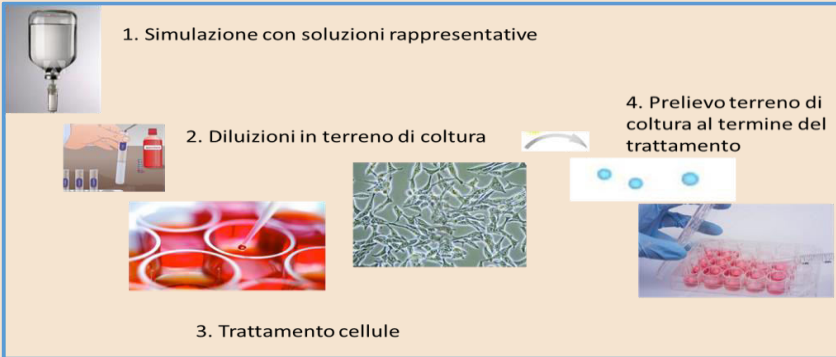 1. Simulazione con soluzioni rappresentative
2. Diluizioni in terreno di coltura
4. Prelievo terreno di
coltura al termine del
trattamento
3. Trattamento cellule